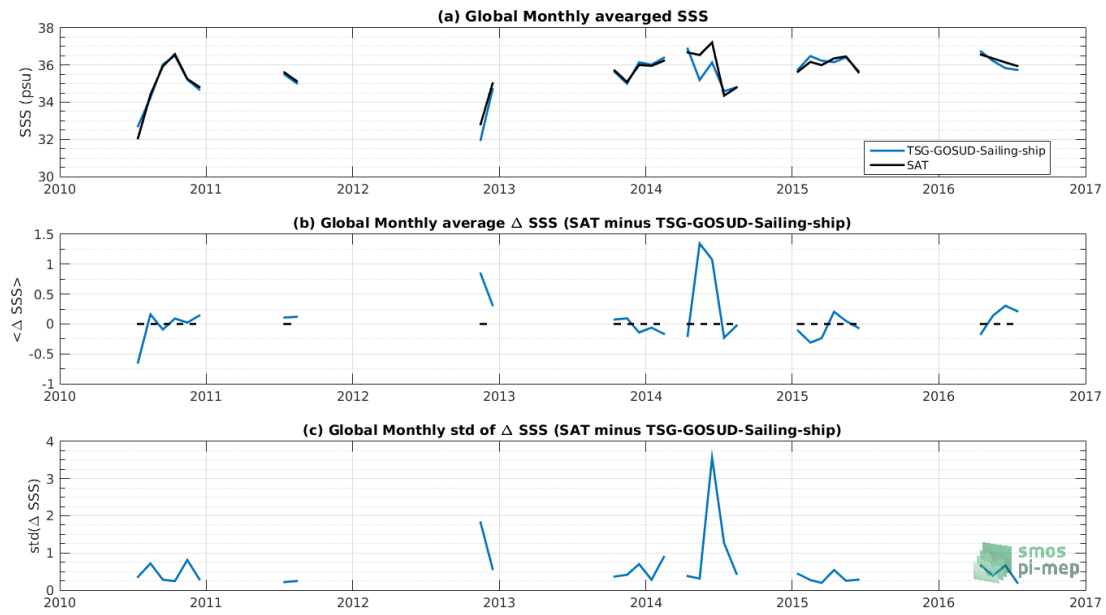 (a) Global Monthly avearged SSS
38
36
34
32
30
SSS (psu)
TSG-GOSUD-Sailing-ship
SAT
2010 2011 2012 2013 2014 2015 2016 2017
(b) Global Monthly average Δ SSS (SAT minus TSG-GOSUD-Sailing-ship)
1.5
1
0.5
0
-0.5
-1
<Δ SSS>
2010 2011 2012 2013 2014 2015 2016 2017
(c) Global Monthly std of Δ SSS (SAT minus TSG-GOSUD-Sailing-ship)
4
3
2
1
0
std(Δ SSS)
smos
pi-mep
2010 2011 2012 2013 2014 2015 2016 2017